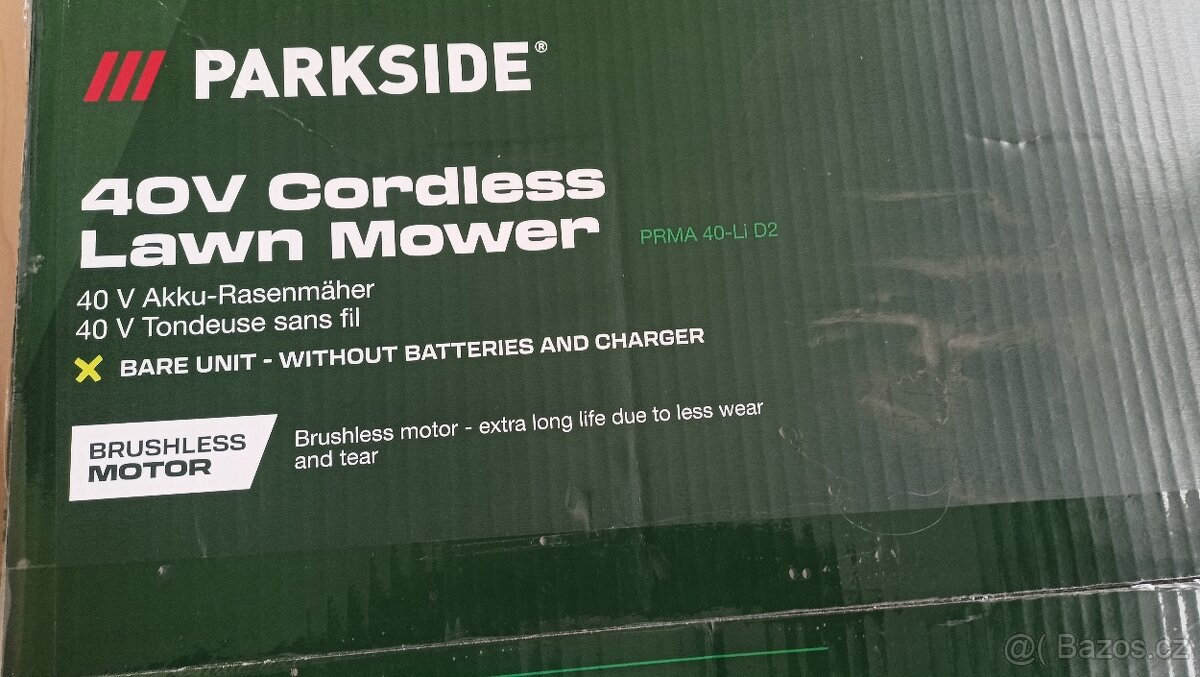 PARKSIDE®
40V Cordless
Lawn Mower
PRMA 40-Li D2
40 V Akku-Rasenmäher
40 V Tondeuse sans fil
BARE UNIT - WITHOUT BATTERIES AND CHARGER
BRUSHLESS
MOTOR
Brushless motor - extra long life due to less wear
and tear
@( Bazos.cz